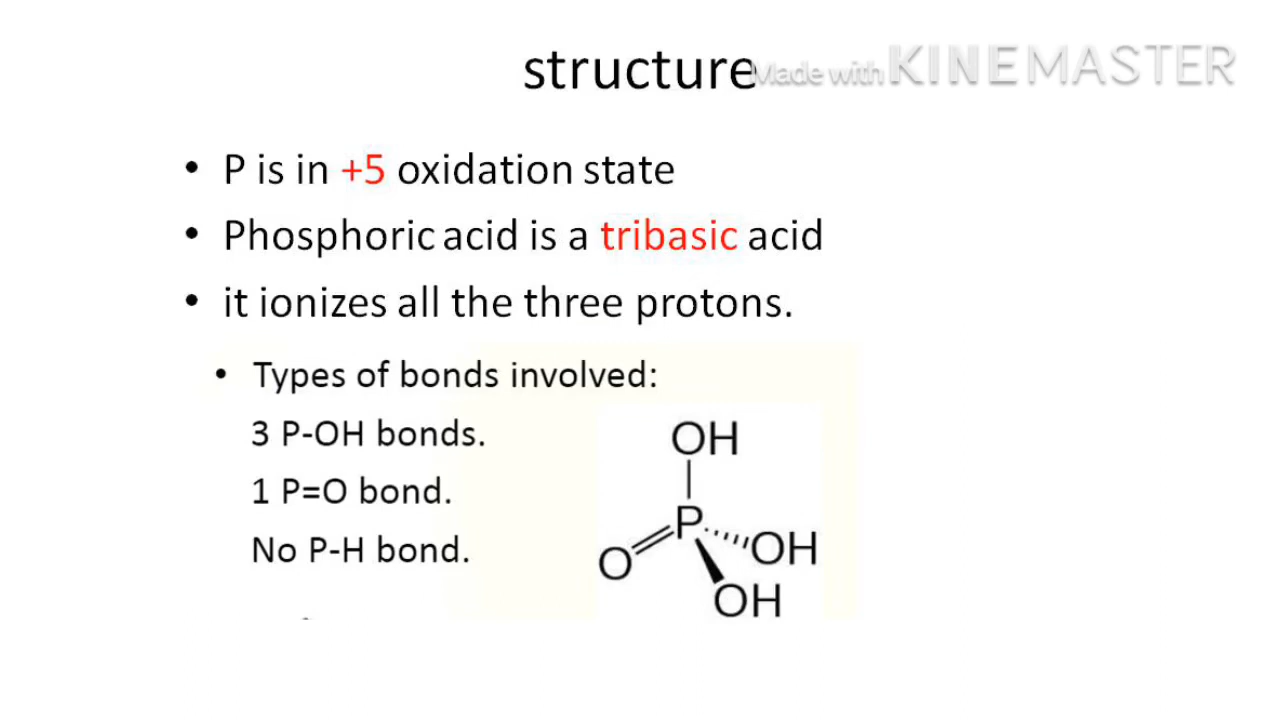 structure
Made with KINEMASTER
• P is in +5 oxidation state
• Phosphoric acid is a tribasic acid
• it ionizes all the three protons.
• Types of bonds involved:
3 P-OH bonds.
1 P=O bond.
No P-H bond.
OH
P
OH
O
OH